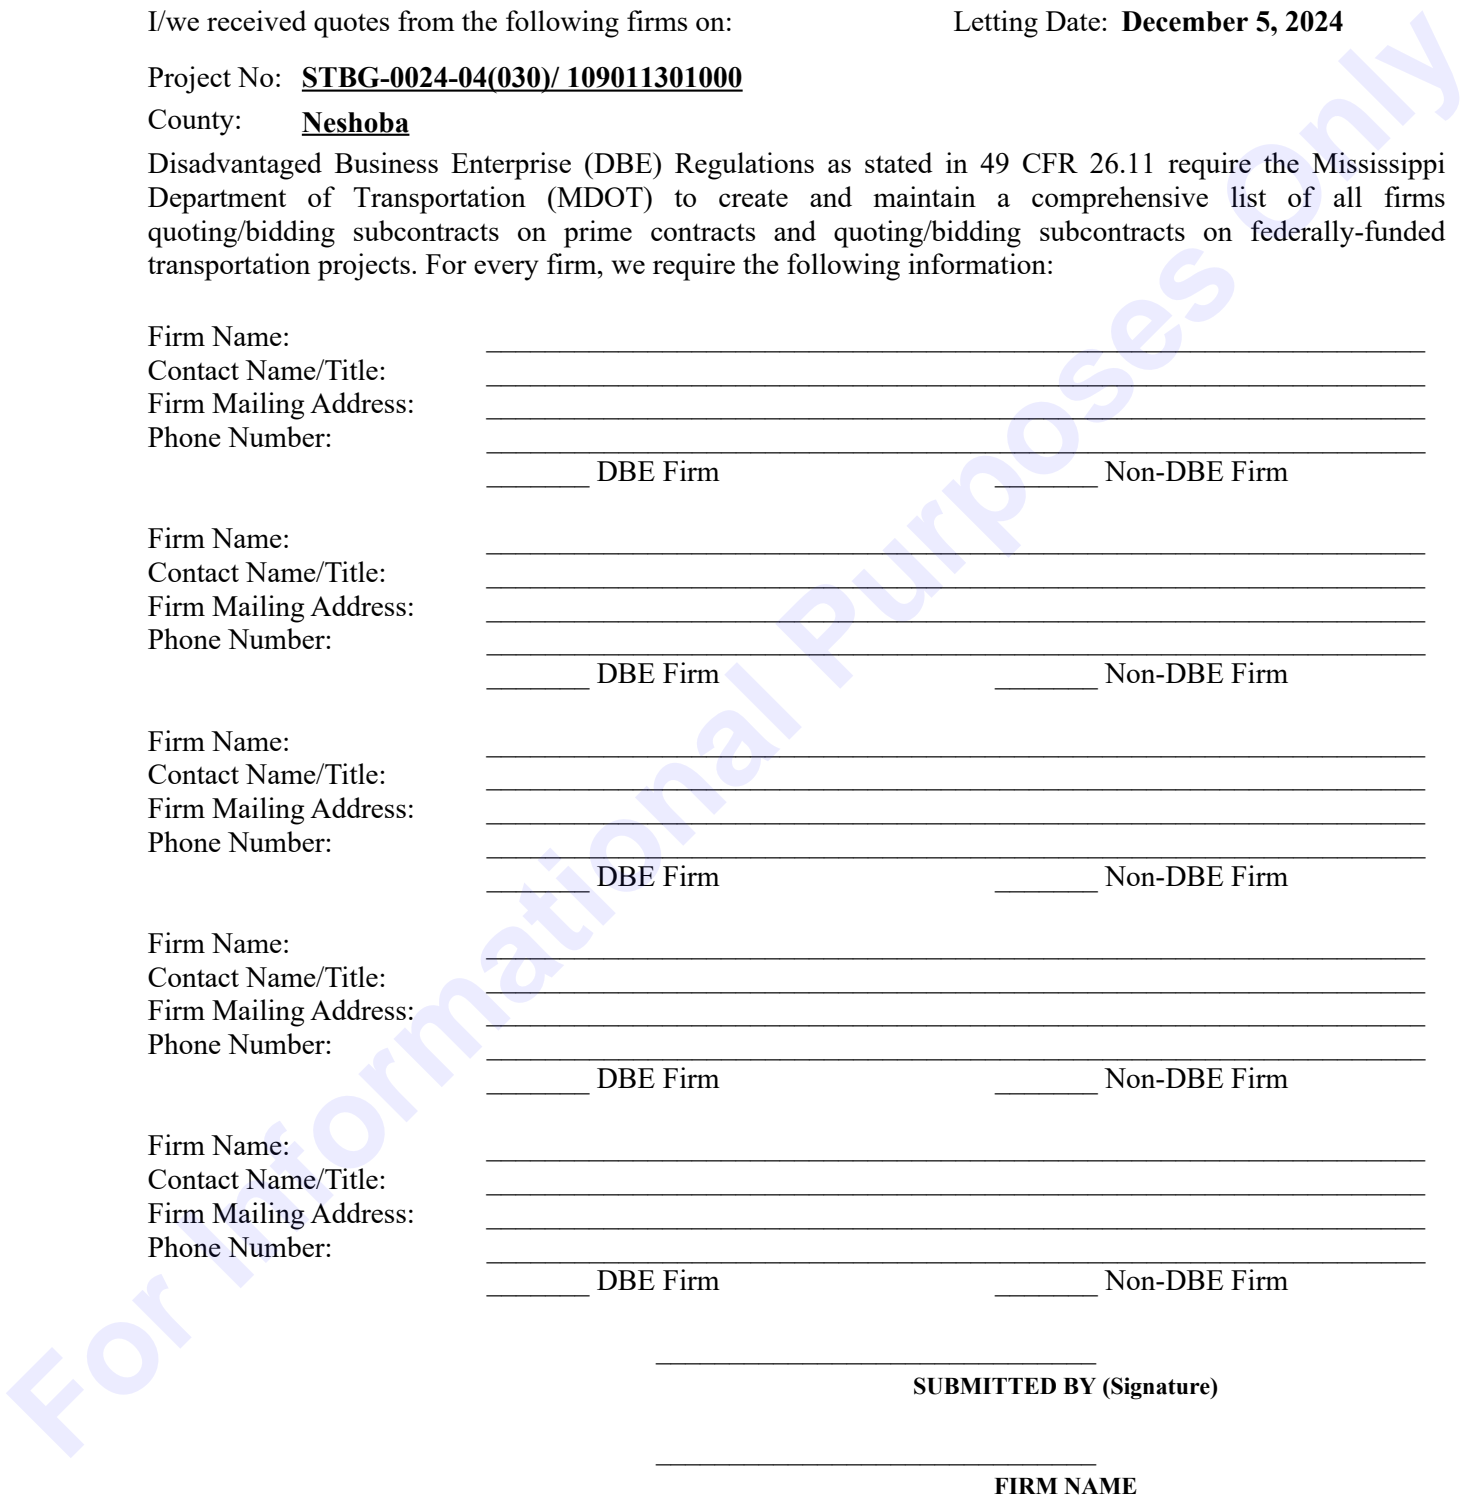 I/we received quotes from the following firms on: Letting Date: December 5, 2024
Project No: STBG-0024-04(030)/ 109011301000
County: Neshoba
Disadvantaged Business Enterprise (DBE) Regulations as stated in 49 CFR 26.11 require the Mississippi
Department of Transportation (MDOT) to create and maintain a comprehensive list of all firms
quoting/bidding subcontracts on prime contracts and quoting/bidding subcontracts on federally-funded
transportation projects. For every firm, we require the following information:
Firm Name:
Contact Name/Title:
Firm Mailing Address:
Phone Number:
DBE Firm Non-DBE Firm
Firm Name:
Contact Name/Title:
Firm Mailing Address:
Phone Number:
DBE Firm Non-DBE Firm
Firm Name:
Contact Name/Title:
Firm Mailing Address:
Phone Number:
DBE Firm Non-DBE Firm
Firm Name:
Contact Name/Title:
Firm Mailing Address:
Phone Number:
DBE Firm Non-DBE Firm
Firm Name:
Contact Name/Title:
Firm Mailing Address:
Phone Number:
DBE Firm Non-DBE Firm
SUBMITTED BY (Signature)
FIRM NAME
For Informational Purposes Only